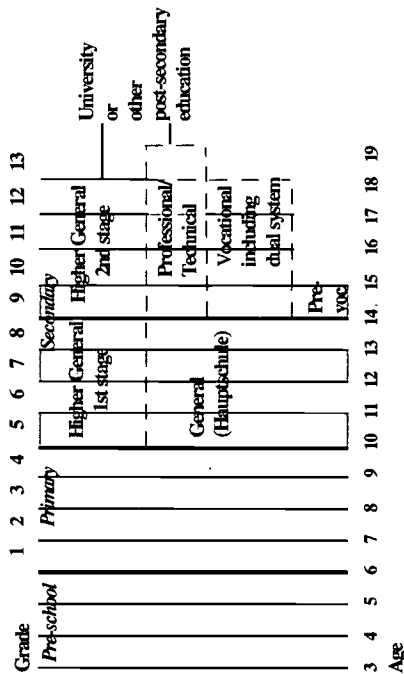 Grade
1 2 3 4 5 6 7 8 9 10 11 12 13
Pre-school
Primary
Secondary
Higher General
1st stage
Higher General
2nd stage
University
or
other
post-secondary
education
General
(Hauptschule)
Professional/
Technical
Vocational
including
dual system
Pre-
voc.
3 4 5 6 7 8 9 10 11 12 13 14 15 16 17 18 19
Age